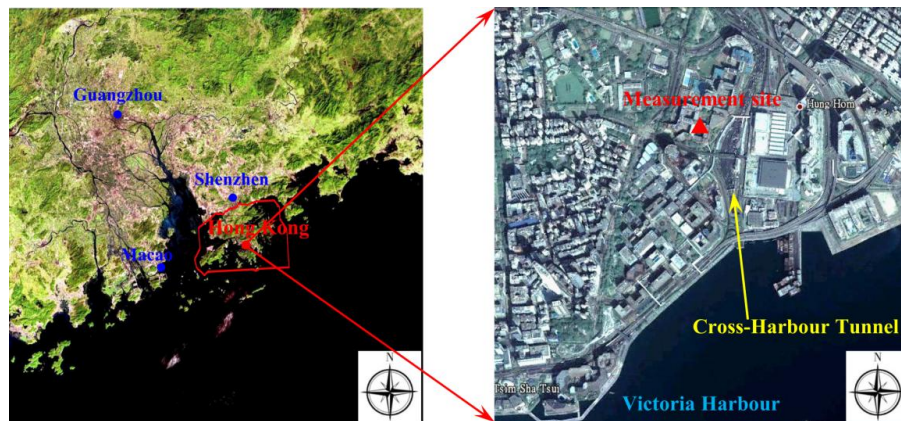 Guangzhou
Shenzhen
Hong Kong
Macao
N
Measurement site
Hung Hom
Cross-Harbour Tunnel
Tsim Sha Tsui
Victoria Harbour
N